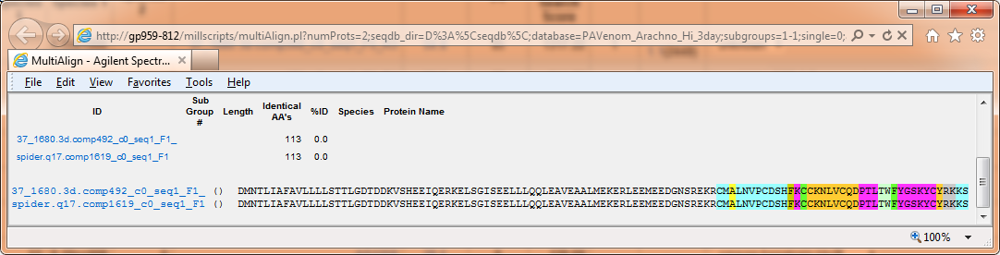 http://gp959-812/millscripts/multiAlign.pl?numProts=2;seqdb_dir=D%3A%5Cseqdb%5C;database=PAVenom_Arachno_Hi_3day;subgroups=1-1;single=0;
MultiAlign - Agilent Spectr...
File Edit View Favorites Tools Help
ID Sub Group # Length Identical AA's %ID Species Protein Name
37_1680.3d.comp492_c0_seq1_F1_ 113 0.0
spider.q17.comp1619_c0_seq1_F1 113 0.0
37_1680.3d.comp492_c0_seq1_F1_ () DMNTLIAFAVLLLLSTTLGDTDDKVSHEEIQERKELSGISEELLLQQLEAVEAALMEKERLEEMEEDGNSREKRCMALNVPCDSHFKCCKNLVCQDPTLTWFYGSKYCYRKKS
spider.q17.comp1619_c0_seq1_F1 () DMNTLIAFAVLLLLSTTLGDTDDKVSHEEIQERKELSGISEELLLQQLEAVEAALMEKERLEEMEEDGNSREKRCMALNVPCDSHFKCCKNLVCQDPTLTWFYGSKYCYRKKS
100%